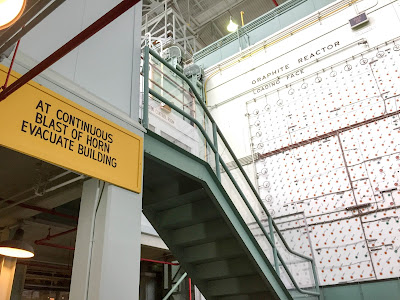 AT CONTINUOUS
BLAST OF HORN
EVACUATE BUILDING
GRAPHITE REACTOR
LOADING FACE